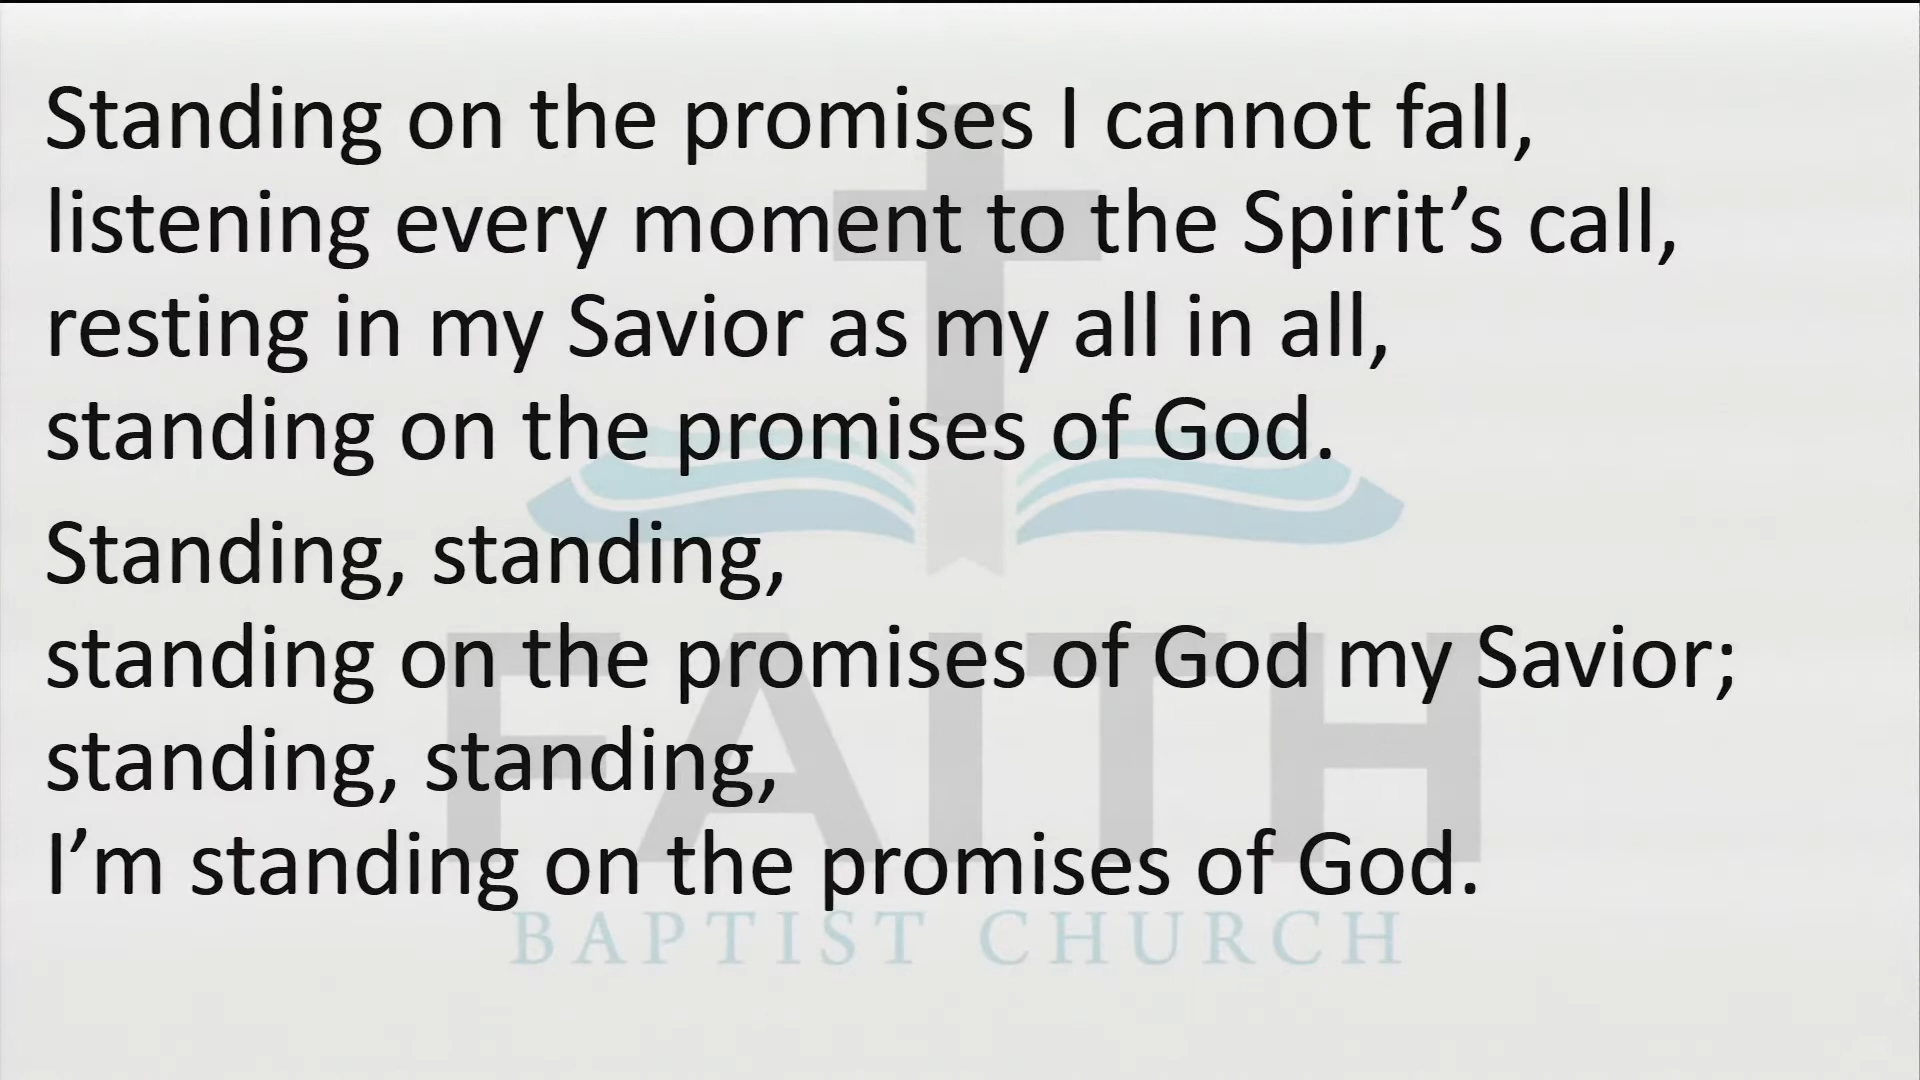 Standing on the promises I cannot fall,
listening every moment to the Spirit’s call,
resting in my Savior as my all in all,
standing on the promises of God.
Standing, standing,
standing on the promises of God my Savior;
standing, standing,
I’m standing on the promises of God.
FAITH
BAPTIST CHURCH